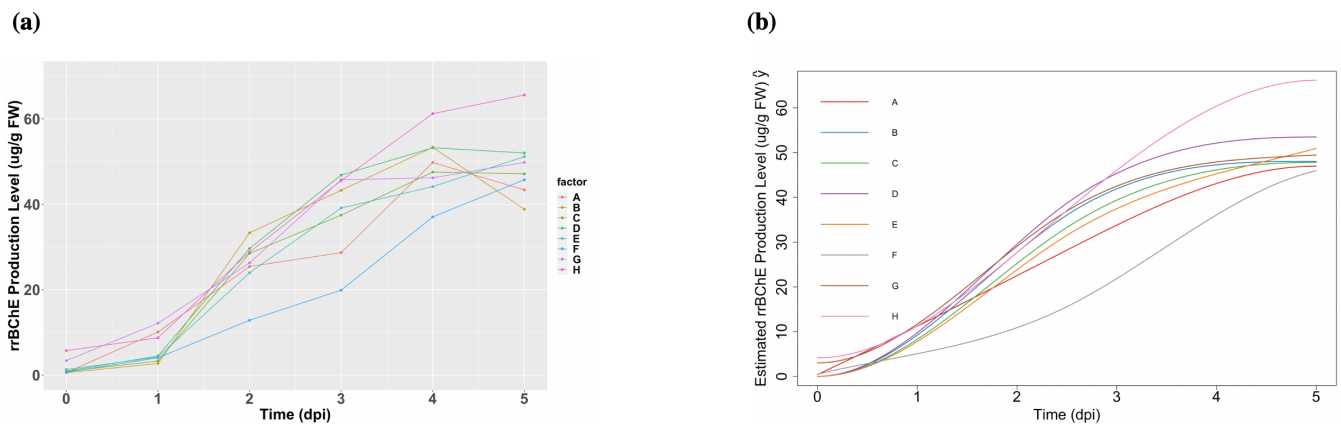 (a)
rrBChE Production Level (ug/g FW)
60
40
20
0
0 1 2 3 4 5
Time (dpi)
factor
A
B
C
D
E
F
G
H
(b)
Estimated rrBChE Production Level (ug/g FW) ŷ
60
50
40
30
20
10
0
A
B
C
D
E
F
G
H
0 1 2 3 4 5
Time (dpi)